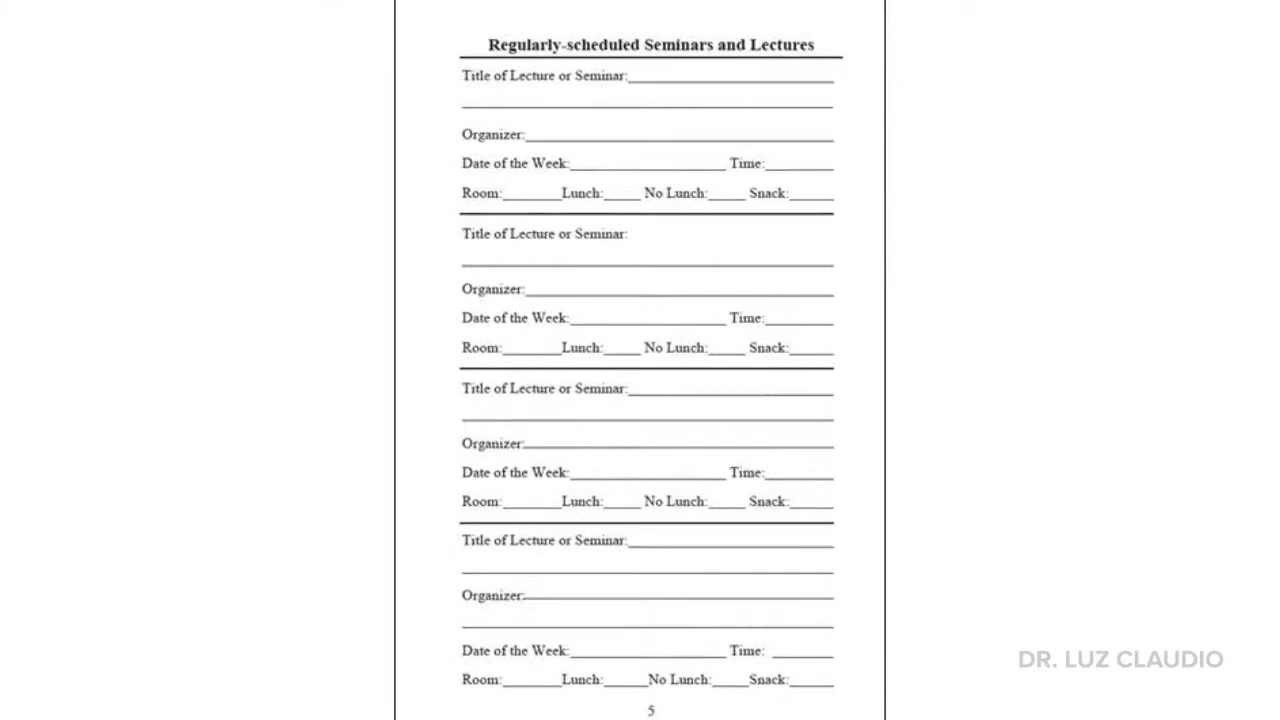 Regularly-scheduled Seminars and Lectures
Title of Lecture or Seminar:
Organizer:
Date of the Week: Time:
Room: Lunch: No Lunch: Snack:
Title of Lecture or Seminar:
Organizer:
Date of the Week: Time:
Room: Lunch: No Lunch: Snack:
Title of Lecture or Seminar:
Organizer:
Date of the Week: Time:
Room: Lunch: No Lunch: Snack:
Title of Lecture or Seminar:
Organizer:
Date of the Week: Time:
Room: Lunch: No Lunch: Snack:
5
DR. LUZ CLAUDIO